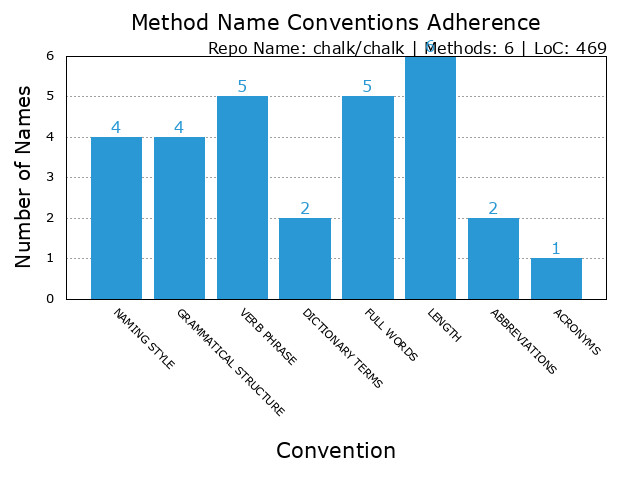 Method Name Conventions Adherence
Repo Name: chalk/chalk | Methods: 6 | LoC: 469
Number of Names
6
5
4
3
2
1
0
4
4
5
2
5
6
2
1
NAMING STYLE
GRAMMATICAL STRUCTURE
VERB PHRASE
DICTIONARY TERMS
FULL WORDS
LENGTH
ABBREVIATIONS
ACRONYMS
Convention